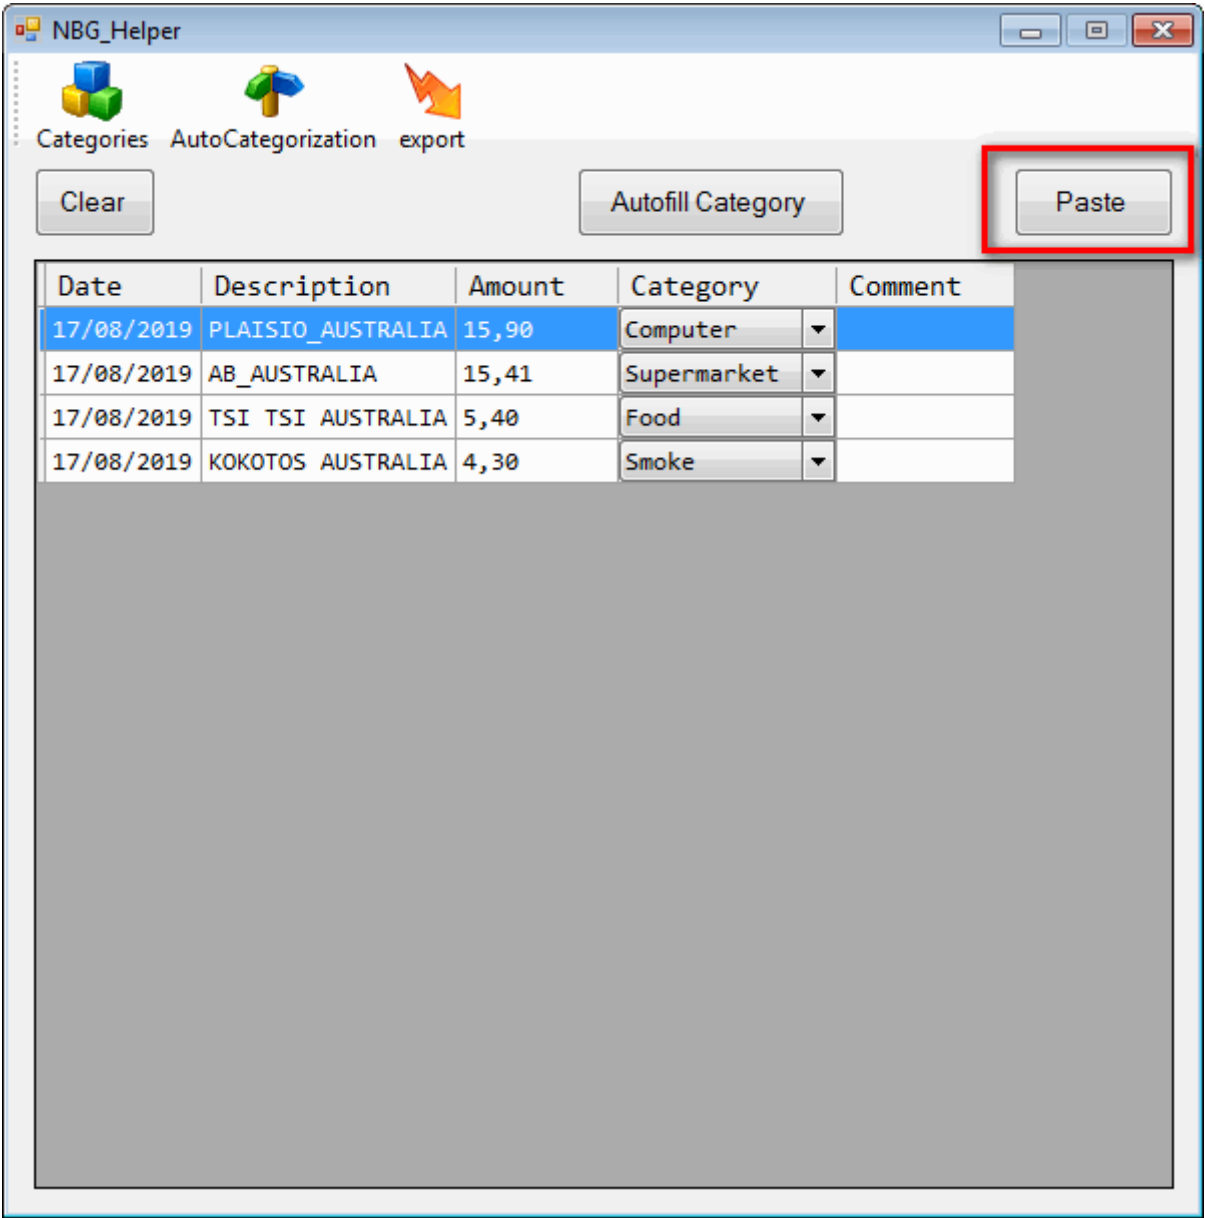 NBG_Helper
Categories AutoCategorization export
Clear Autofill Category Paste
Date Description Amount Category Comment
17/08/2019 PLAISIO_AUSTRALIA 15,90 Computer
17/08/2019 AB_AUSTRALIA 15,41 Supermarket
17/08/2019 TSI TSI AUSTRALIA 5,40 Food
17/08/2019 KOKOTOS AUSTRALIA 4,30 Smoke